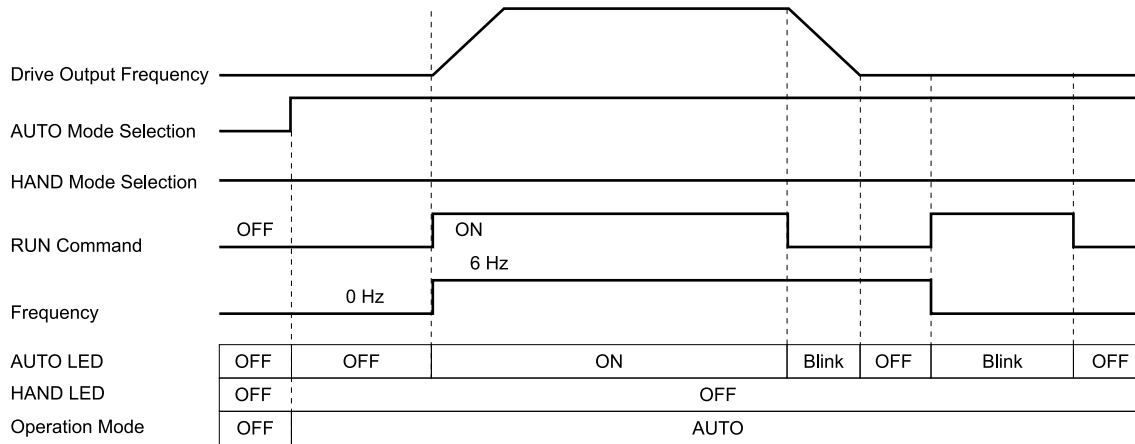 Drive Output Frequency
AUTO Mode Selection
HAND Mode Selection
RUN Command OFF ON
6 Hz
Frequency 0 Hz
AUTO LED OFF OFF ON Blink OFF Blink OFF
HAND LED OFF OFF
Operation Mode OFF AUTO